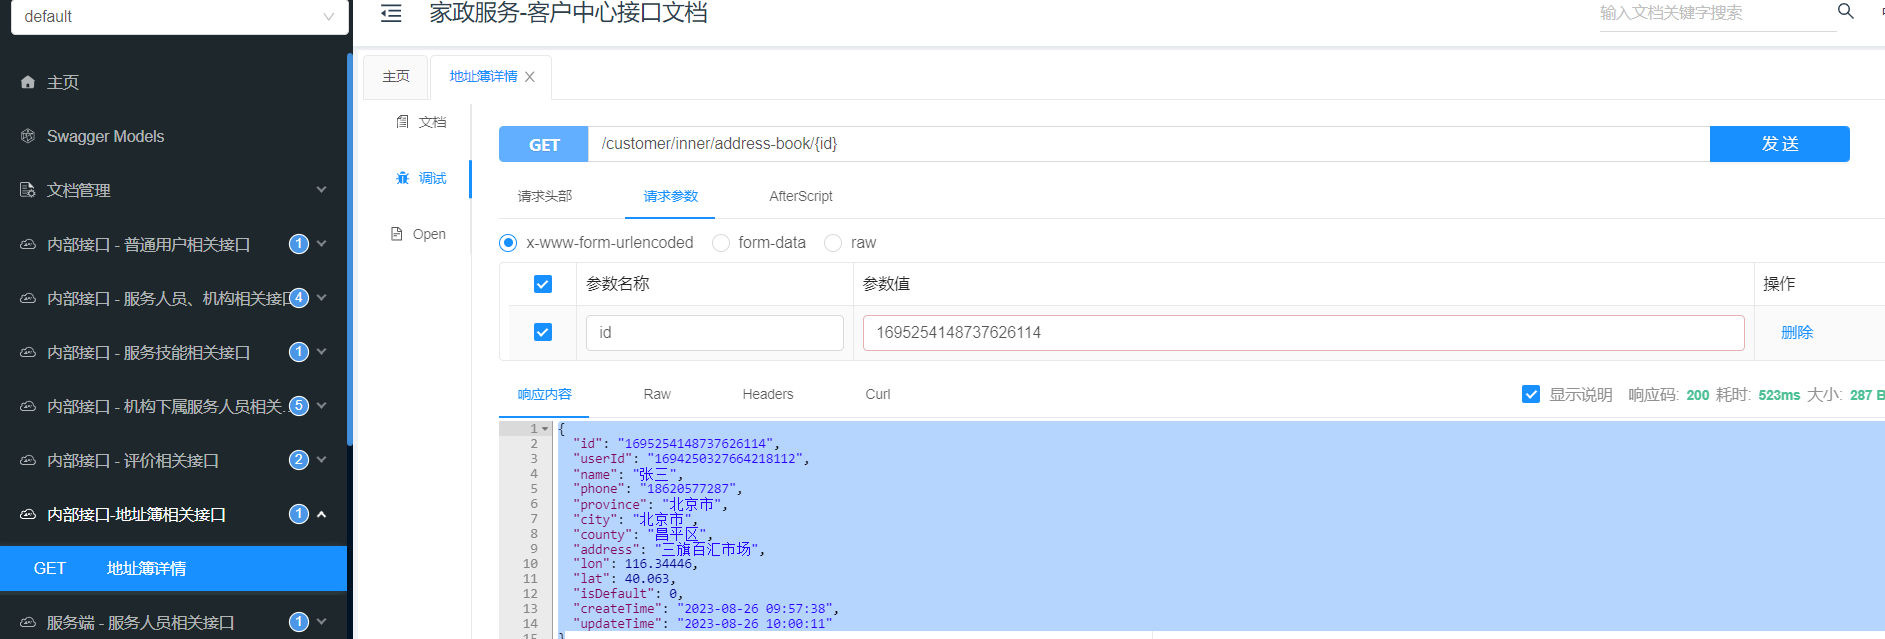 default
家政服务-客户中心接口文档
输入文档关键字搜索
主页
Swagger Models
文档管理
内部接口 - 普通用户相关接口 1
内部接口 - 服务人员、机构相关接口 4
内部接口 - 服务技能相关接口 1
内部接口 - 机构下属服务人员相关... 5
内部接口 - 评价相关接口 2
内部接口-地址簿相关接口 1
GET 地址簿详情
服务端 - 服务人员相关接口 1
主页 地址簿详情
文档
调试
Open
GET /customer/inner/address-book/{id} 发 送
请求头部 请求参数 AfterScript
x-www-form-urlencoded form-data raw
参数名称 参数值 操作
id 1695254148737626114 删除
响应内容 Raw Headers Curl 显示说明 响应码: 200 耗时: 523ms 大小: 287 B
1 {
2 "id": "1695254148737626114",
3 "userId": "1694250327664218112",
4 "name": "张三",
5 "phone": "18620577287",
6 "province": "北京市",
7 "city": "北京市",
8 "county": "昌平区",
9 "address": "三旗百汇市场",
10 "lon": 116.34446,
11 "lat": 40.063,
12 "isDefault": 0,
13 "createTime": "2023-08-26 09:57:38",
14 "updateTime": "2023-08-26 10:00:11"
15 }